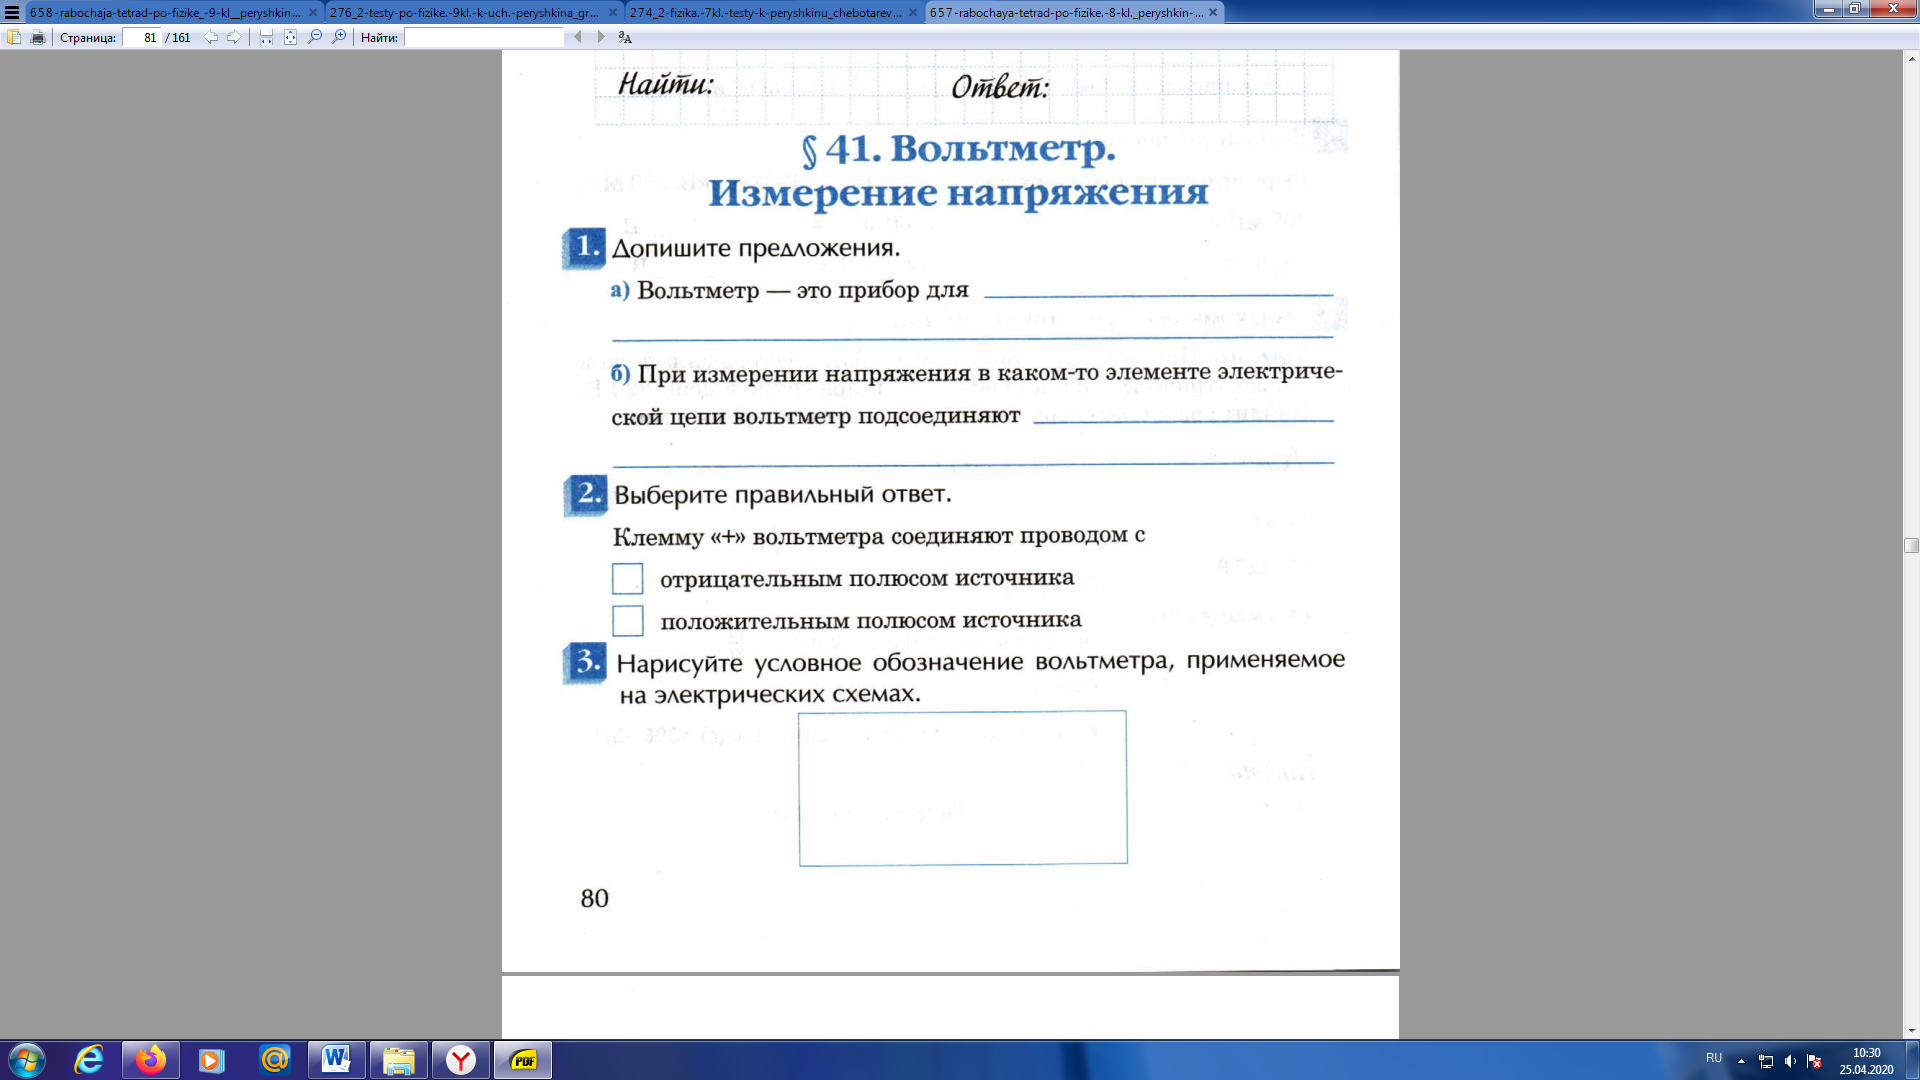 658-rabochaja-tetrad-po-fizike_-9-kl__peryshkin...
276_2-testy-po-fizike.-9kl.-k-uch.-peryshkina_gr...
274_2-fizika.-7kl.-testy-k-peryshkinu_chebotarev...
657-rabochaya-tetrad-po-fizike.-8-kl._peryshkin-...
Страница: 81 / 161
Найти:
Найти: Ответ:
§ 41. Вольтметр.
Измерение напряжения
1. Допишите предложения.
а) Вольтметр — это прибор для
б) При измерении напряжения в каком-то элементе электриче-
ской цепи вольтметр подсоединяют
2. Выберите правильный ответ.
Клемму «+» вольтметра соединяют проводом с
отрицательным полюсом источника
положительным полюсом источника
3. Нарисуйте условное обозначение вольтметра, применяемое
на электрических схемах.
80
RU
10:30
25.04.2020
PDF